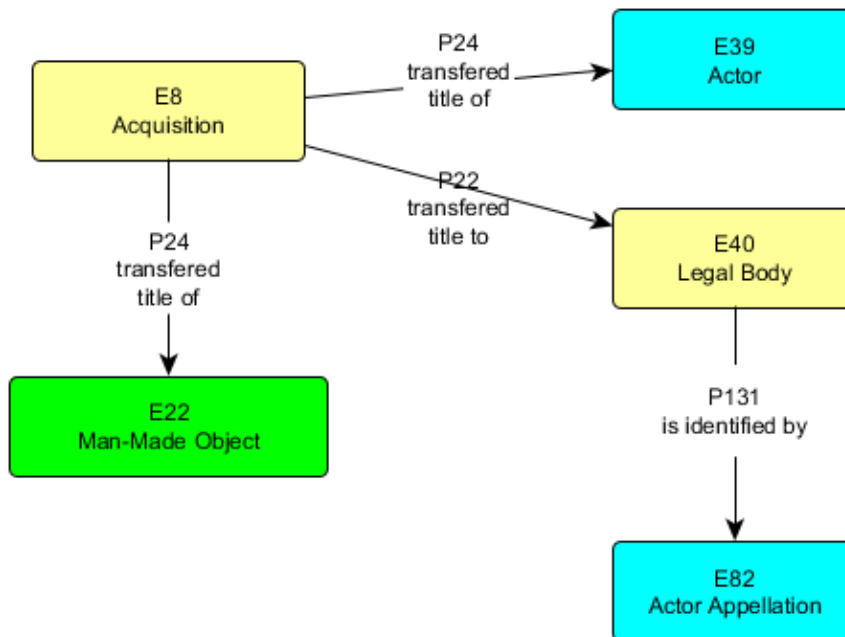 E8
Acquisition
P24
transfered
title of
E39
Actor
P22
transfered
title to
E40
Legal Body
P24
transfered
title of
E22
Man-Made Object
P131
is identified by
E82
Actor Appellation